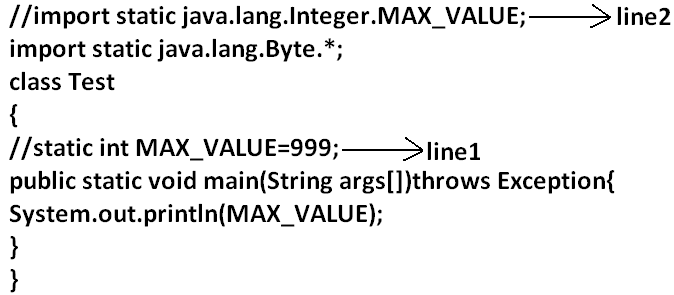 //import static java.lang.Integer.MAX_VALUE;line2
import static java.lang.Byte.*;
class Test
{
//static int MAX_VALUE=999;line1
public static void main(String args[])throws Exception{
System.out.println(MAX_VALUE);
}
}